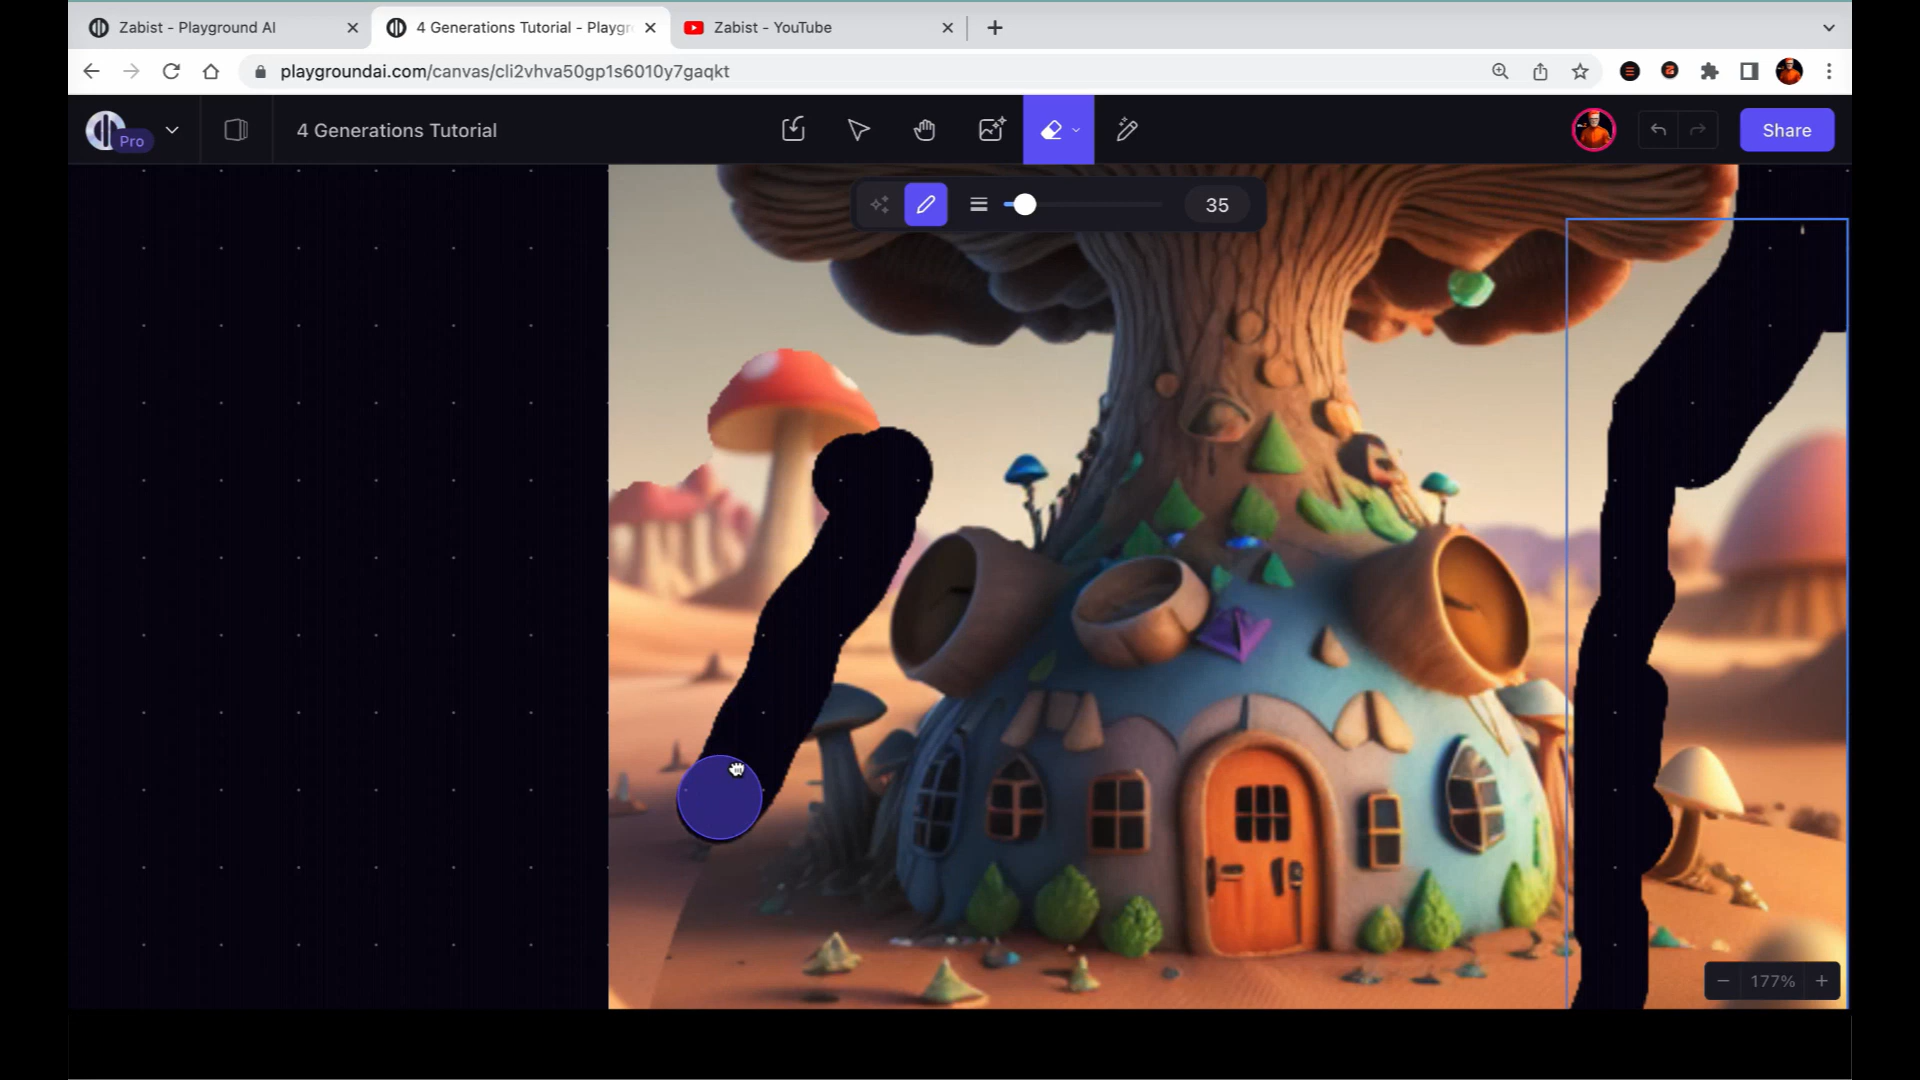 Zabist - Playground AI
4 Generations Tutorial - Playgr
Zabist - YouTube
playgroundai.com/canvas/cli2vhva50gp1s6010y7gaqkt
Pro
4 Generations Tutorial
Share
35
177%